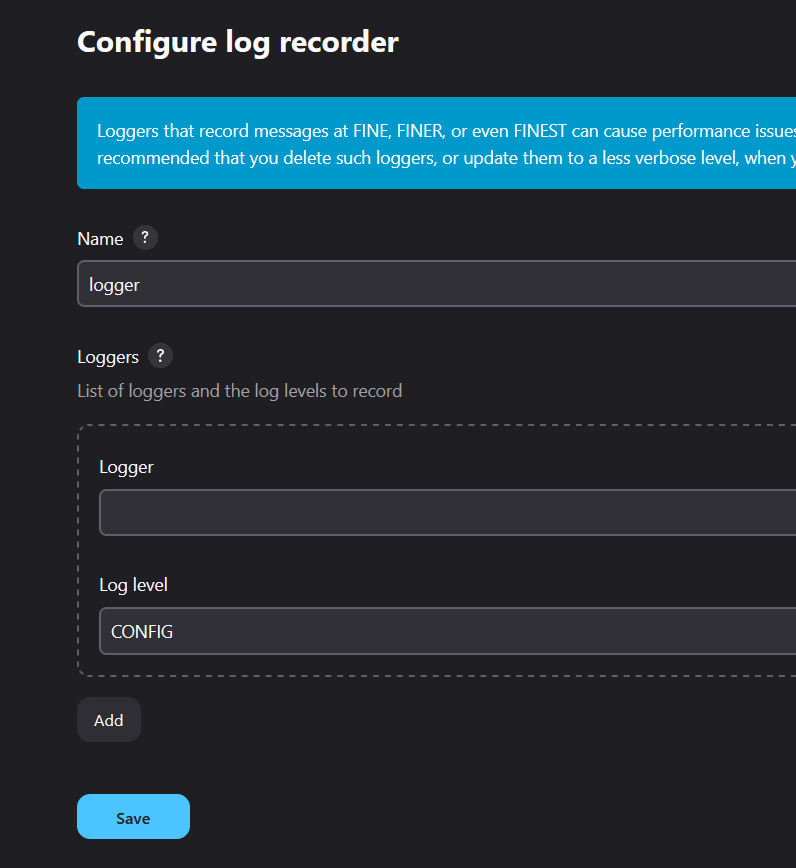 Configure log recorder
Loggers that record messages at FINE, FINER, or even FINEST can cause performance issues
recommended that you delete such loggers, or update them to a less verbose level, when y
Name ?
logger
Loggers ?
List of loggers and the log levels to record
Logger
Log level
CONFIG
Add
Save